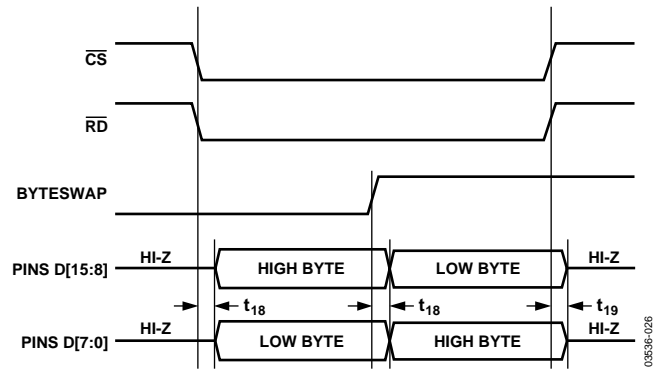 CS
RD
BYTESWAP
PINS D[15:8] HI-Z HIGH BYTE LOW BYTE HI-Z
t18 t18 t19
PINS D[7:0] HI-Z LOW BYTE HIGH BYTE HI-Z
03536-026